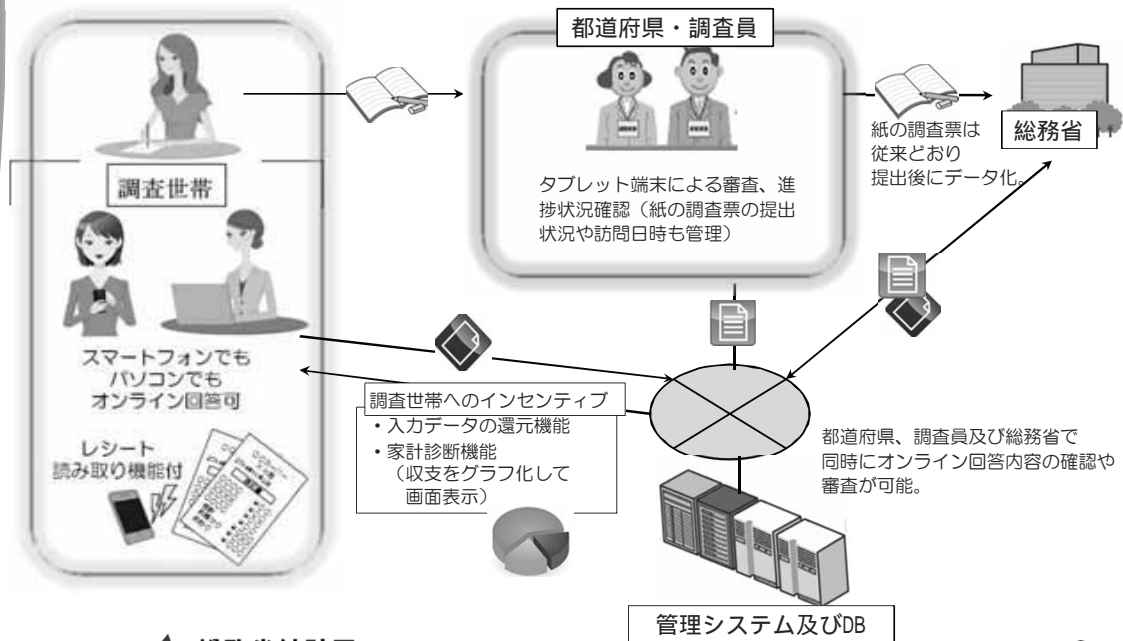 都道府県・調査員
タブレット端末による審査、進
捗状況確認（紙の調査票の提出
状況や訪問日時も管理）
紙の調査票は
従来どおり
提出後にデータ化。
総務省
調査世帯
スマートフォンでも
パソコンでも
オンライン回答可
レシート
読み取り機能付
調査世帯へのインセンティブ
・入力データの還元機能
・家計診断機能
（収支をグラフ化して
画面表示）
都道府県、調査員及び総務省で
同時にオンライン回答内容の確認や
審査が可能。
管理システム及びDB